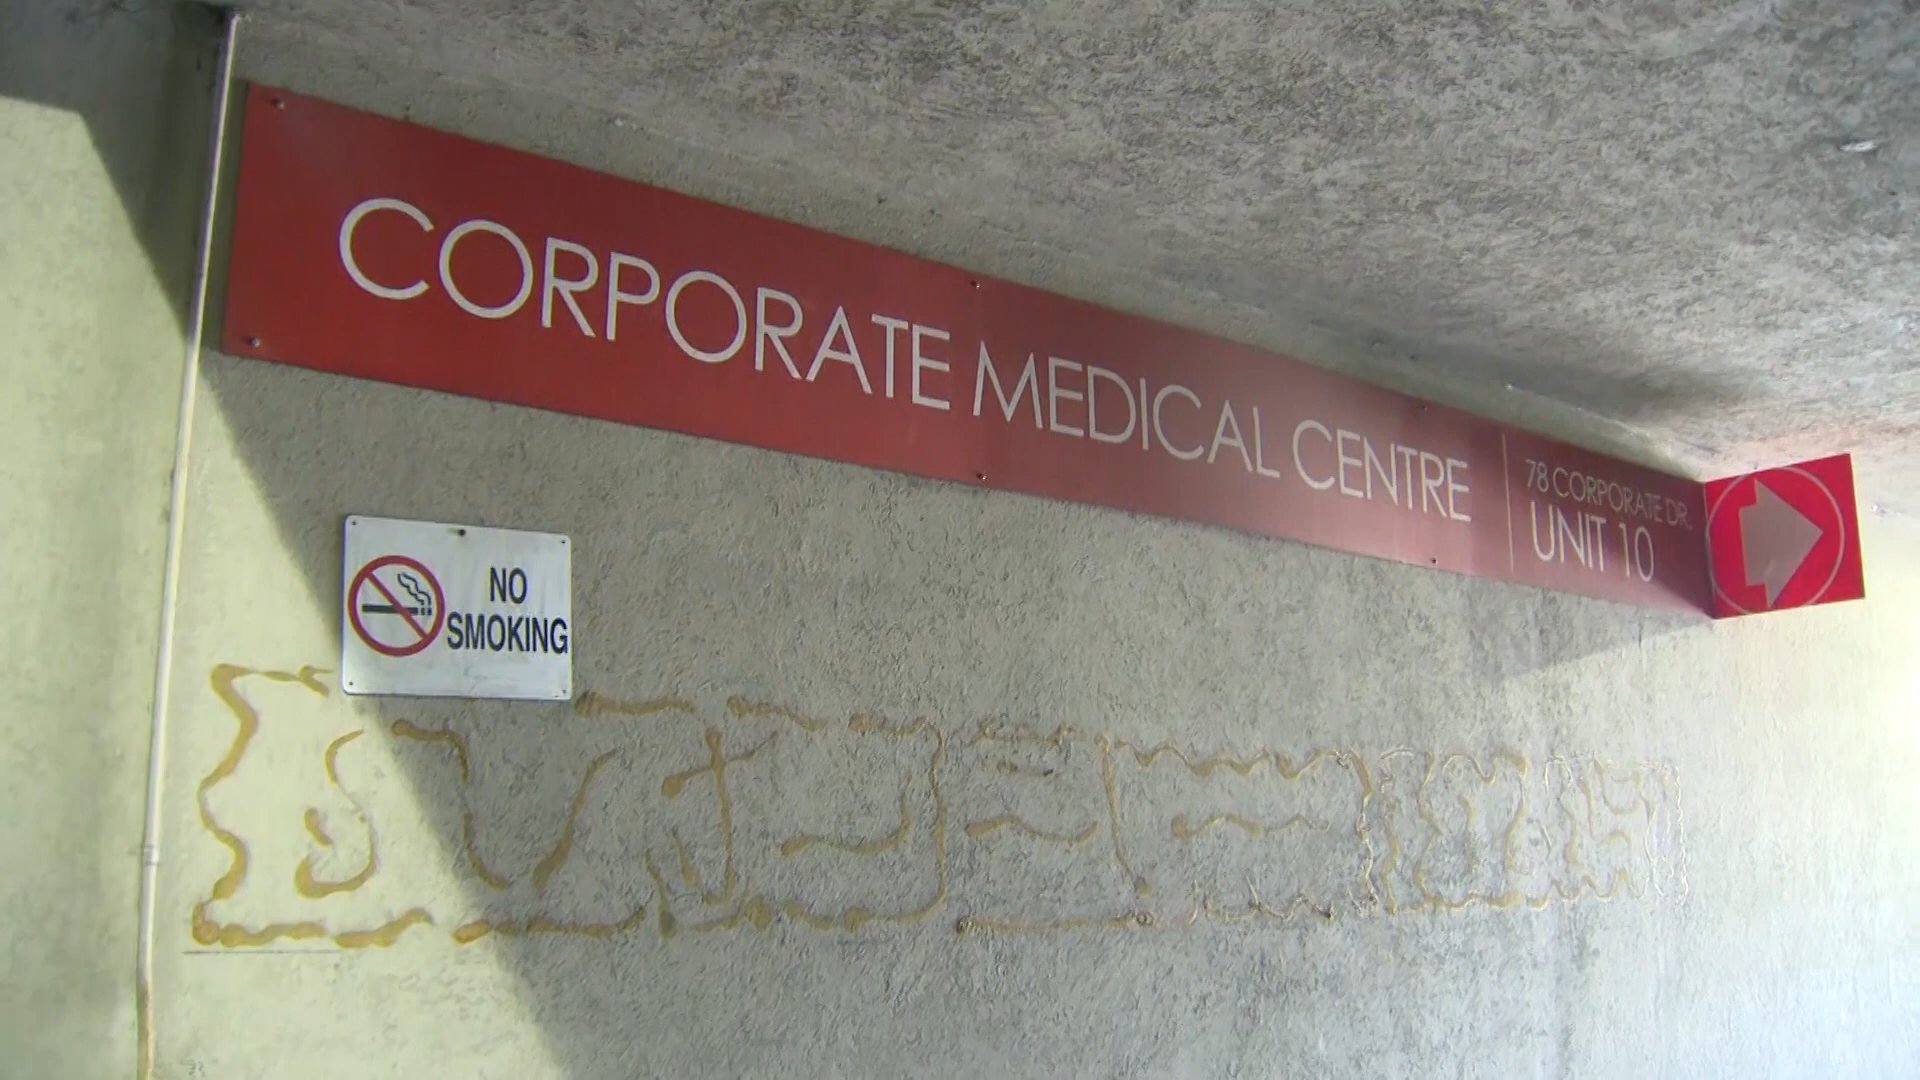 CORPORATE MEDICAL CENTRE
78 CORPORATE DR.
UNIT 10
NO
SMOKING